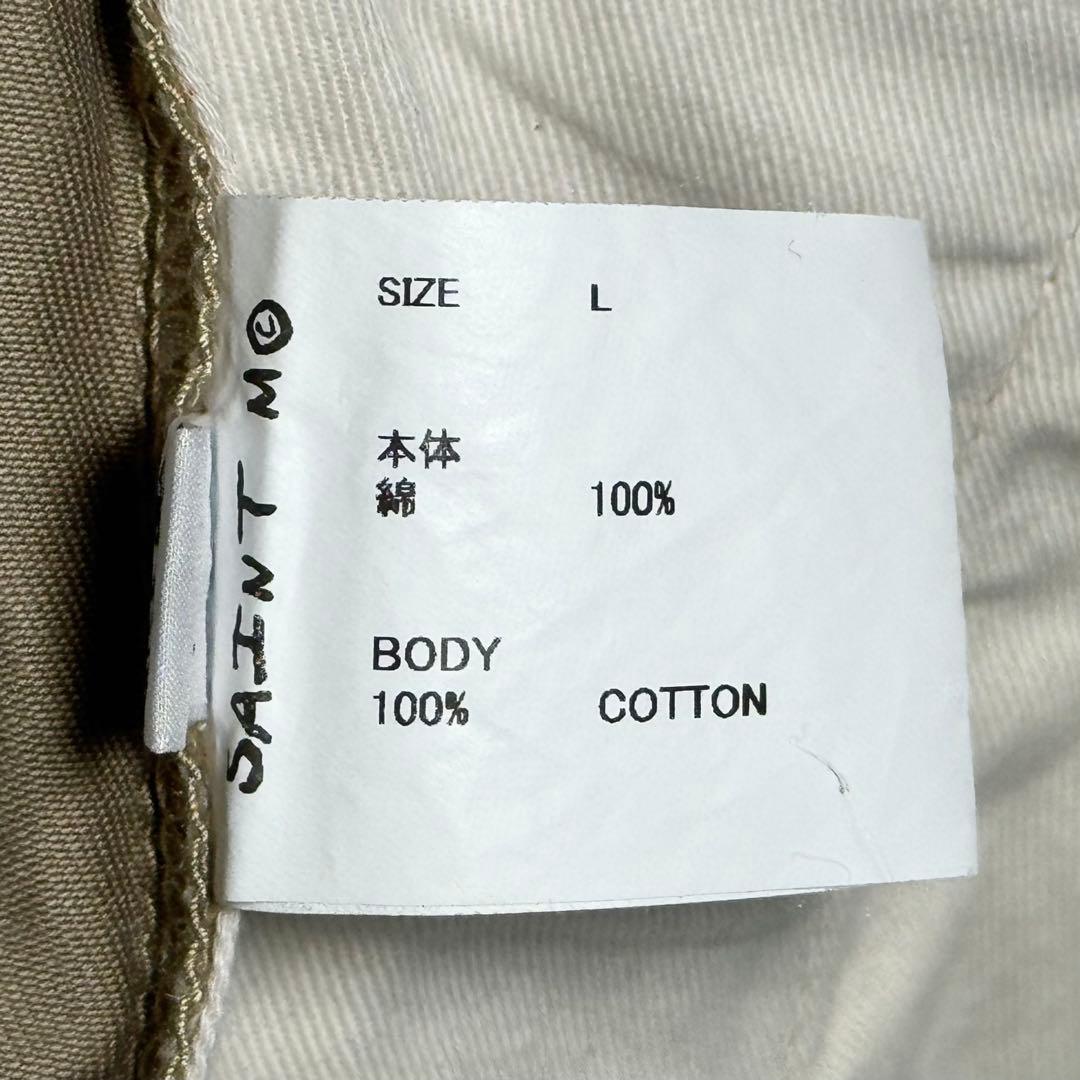 SAINT M©
SIZE L
本体
綿 100%
BODY
100% COTTON